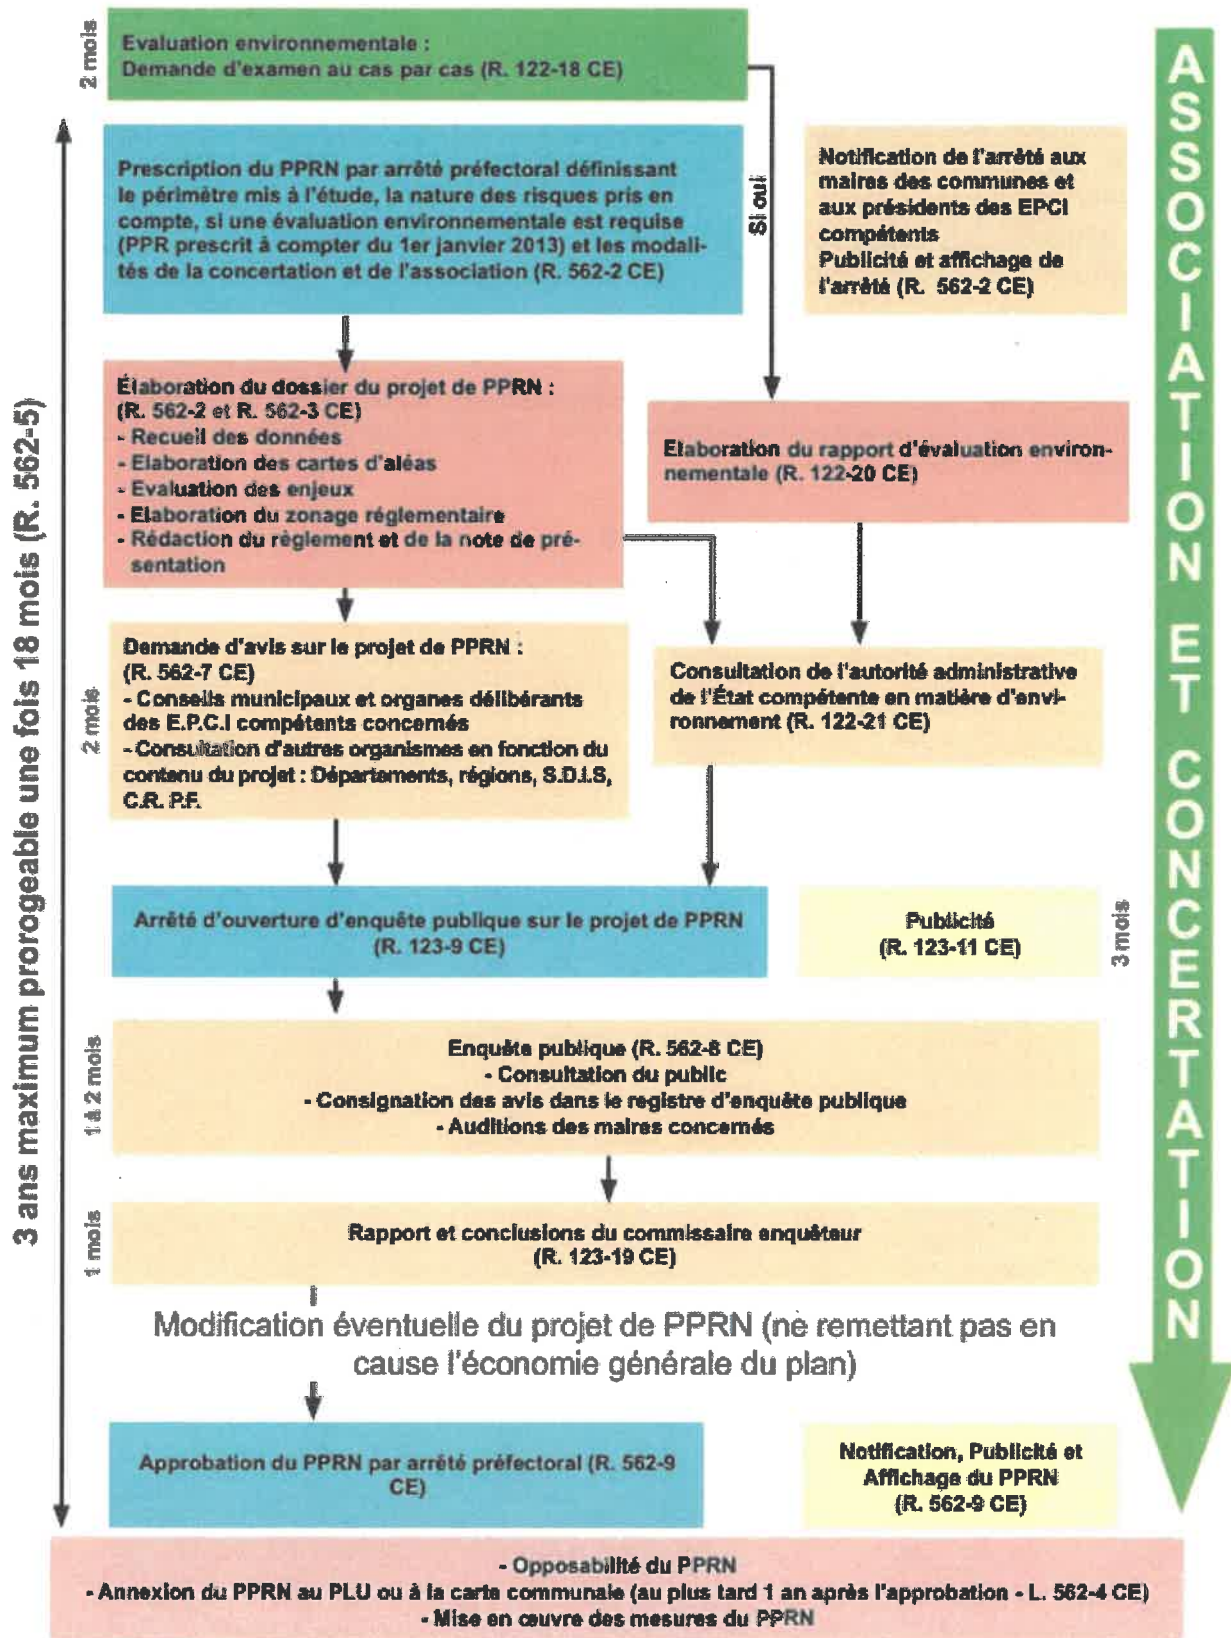 2 mois
Evaluation environnementale :
Demande d'examen au cas par cas (R. 122-18 CE)
Si oui
3 ans maximum prorogeable une fois 18 mois (R. 562-5)
Prescription du PPRN par arrêté préfectoral définissant
le périmètre mis à l'étude, la nature des risques pris en
compte, si une évaluation environnementale est requise
(PPR prescrit à compter du 1er janvier 2013) et les modali-
tés de la concertation et de l'association (R. 562-2 CE)
Notification de l'arrêté aux
maires des communes et
aux présidents des EPCI
compétents
Publicité et affichage de
l'arrêté (R. 562-2 CE)
Élaboration du dossier du projet de PPRN :
(R. 562-2 et R. 562-3 CE)
- Recueil des données
- Elaboration des cartes d'aléas
- Evaluation des enjeux
- Elaboration du zonage réglementaire
- Rédaction du règlement et de la note de pré-
sentation
Elaboration du rapport d'évaluation environ-
nementale (R. 122-20 CE)
2 mois
Demande d'avis sur le projet de PPRN :
(R. 562-7 CE)
- Conseils municipaux et organes délibérants
des E.P.C.I compétents concernés
- Consultation d'autres organismes en fonction du
contenu du projet : Départements, régions, S.D.I.S,
C.R. P.F.
Consultation de l'autorité administrative
de l'État compétente en matière d'envi-
ronnement (R. 122-21 CE)
Arrêté d'ouverture d'enquête publique sur le projet de PPRN
(R. 123-9 CE)
Publicité
(R. 123-11 CE)
3 mois
1 à 2 mois
Enquête publique (R. 562-8 CE)
- Consultation du public
- Consignation des avis dans le registre d'enquête publique
- Auditions des maires concernés
1 mois
Rapport et conclusions du commissaire enquêteur
(R. 123-19 CE)
Modification éventuelle du projet de PPRN (ne remettant pas en
cause l'économie générale du plan)
Approbation du PPRN par arrêté préfectoral (R. 562-9
CE)
Notification, Publicité et
Affichage du PPRN
(R. 562-9 CE)
- Opposabilité du PPRN
- Annexion du PPRN au PLU ou à la carte communale (au plus tard 1 an après l'approbation - L. 562-4 CE)
- Mise en œuvre des mesures du PPRN
ASSOCIATION ET CONCERTATION